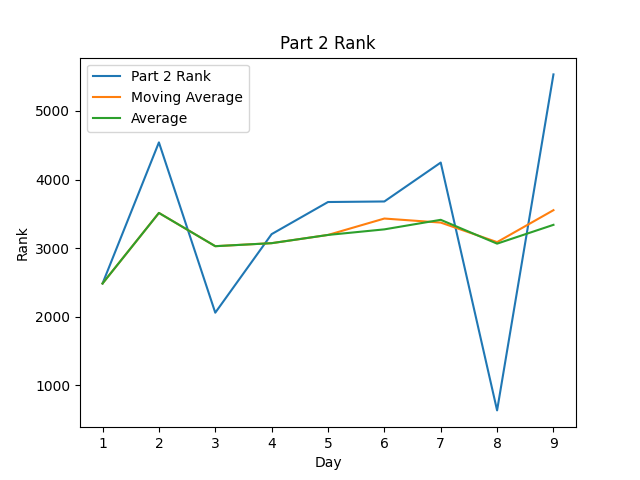 Part 2 Rank
Part 2 Rank
Moving Average
Average
5000
4000
3000
2000
1000
Rank
1 2 3 4 5 6 7 8 9
Day